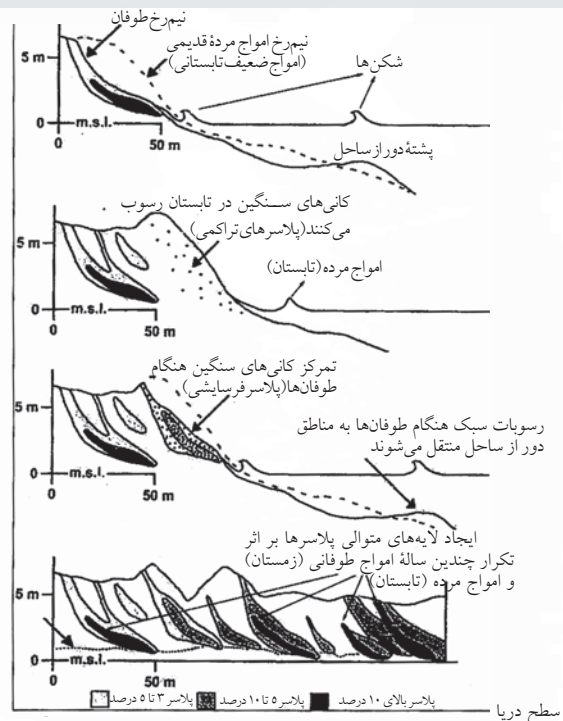 نیم‌رخ طوفان
نیم‌رخ امواج مردهٔ قدیمی
(امواج ضعیف تابستانی)
شکن‌ها
5 m
0
m.s.l.
0
50 m
پشتهٔ دور از ساحل
کانی‌های سنگین در تابستان رسوب
می‌کنند (پلاسرهای تراکمی)
امواج مرده (تابستان)
5 m
0
m.s.l.
0
50 m
تمرکز کانی‌های سنگین هنگام
طوفان‌ها (پلاسر فرسایشی)
رسوبات سبک هنگام طوفان‌ها به مناطق
دور از ساحل منتقل می‌شوند
5 m
0
m.s.l.
0
50 m
ایجاد لایه‌های متوالی پلاسرها بر اثر
تکرار چندین سالهٔ امواج طوفانی (زمستان)
و امواج مرده (تابستان)
5 m
0
m.s.l.
0
50 m
پلاسر بالای ۱۰ درصد
پلاسر ۵ تا ۱۰ درصد
پلاسر ۳ تا ۵ درصد
سطح دریا